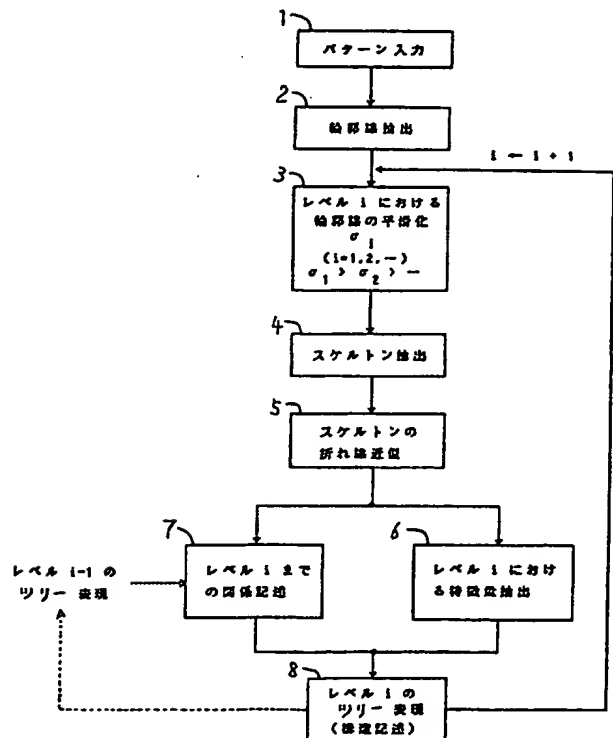 1
パターン入力
2
輪郭線抽出
i ← i + 1
3
レベル i における
輪郭線の平滑化
σ i
(i=1,2,—)
σ 1 > σ 2 > —
4
スケルトン抽出
5
スケルトンの
折れ線近似
7
レベル i まで
の関係記述
6
レベル i におけ
る特徴点抽出
レベル i-1 の
ツリー 表現
8
レベル i の
ツリー 表現
(構造記述)